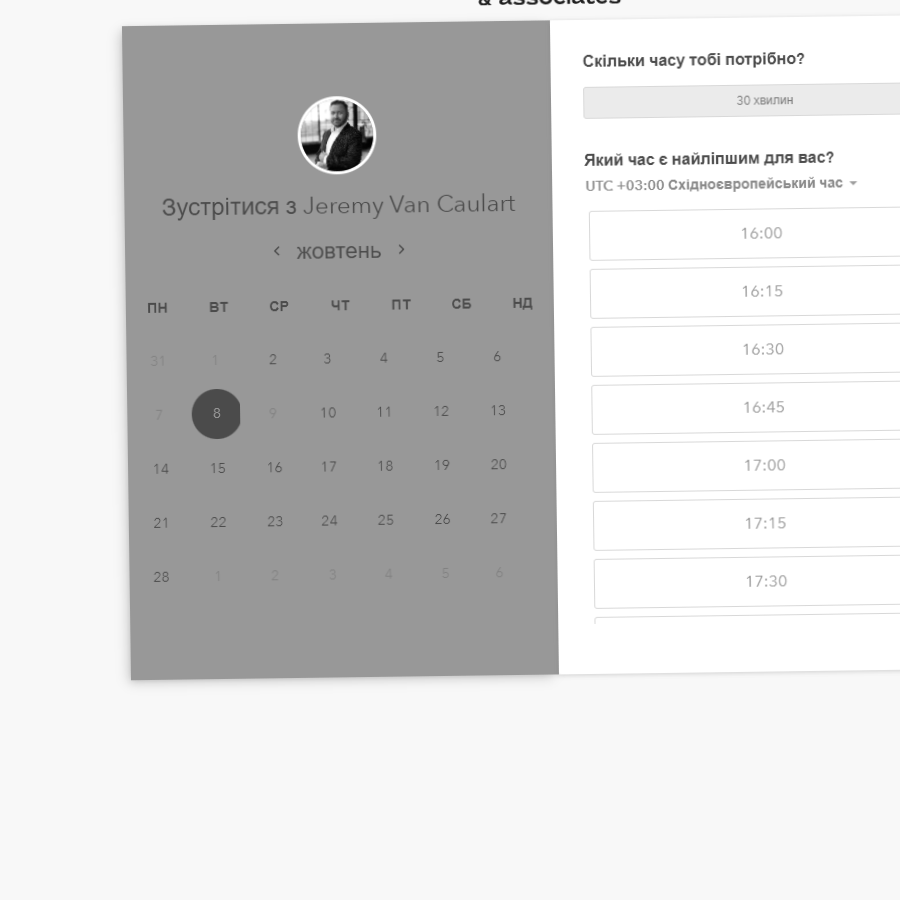 & associates
Зустрітися з Jeremy Van Caulart
жовтень
ПН ВТ СР ЧТ ПТ СБ НД
31 1 2 3 4 5 6
7 8 9 10 11 12 13
14 15 16 17 18 19 20
21 22 23 24 25 26 27
28 1 2 3 4 5 6
Скільки часу тобі потрібно?
30 хвилин
Який час є найліпшим для вас?
UTC +03:00 Східноєвропейський час
16:00
16:15
16:30
16:45
17:00
17:15
17:30